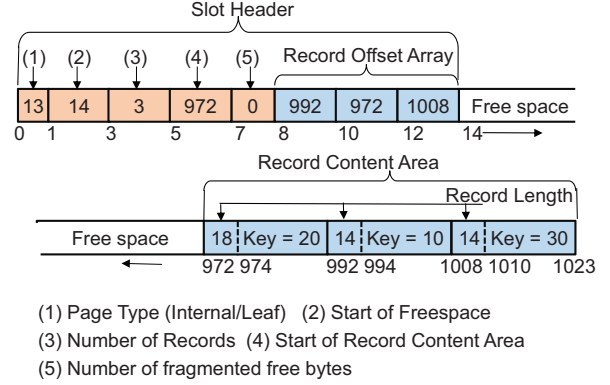 Slot Header
(1) (2) (3) (4) (5) Record Offset Array
13 14 3 972 0 992 972 1008 Free space
0 1 3 5 7 8 10 12 14
Record Content Area
Record Length
Free space 18 Key = 20 14 Key = 10 14 Key = 30
972 974 992 994 1008 1010 1023
(1) Page Type (Internal/Leaf) (2) Start of Freespace
(3) Number of Records (4) Start of Record Content Area
(5) Number of fragmented free bytes